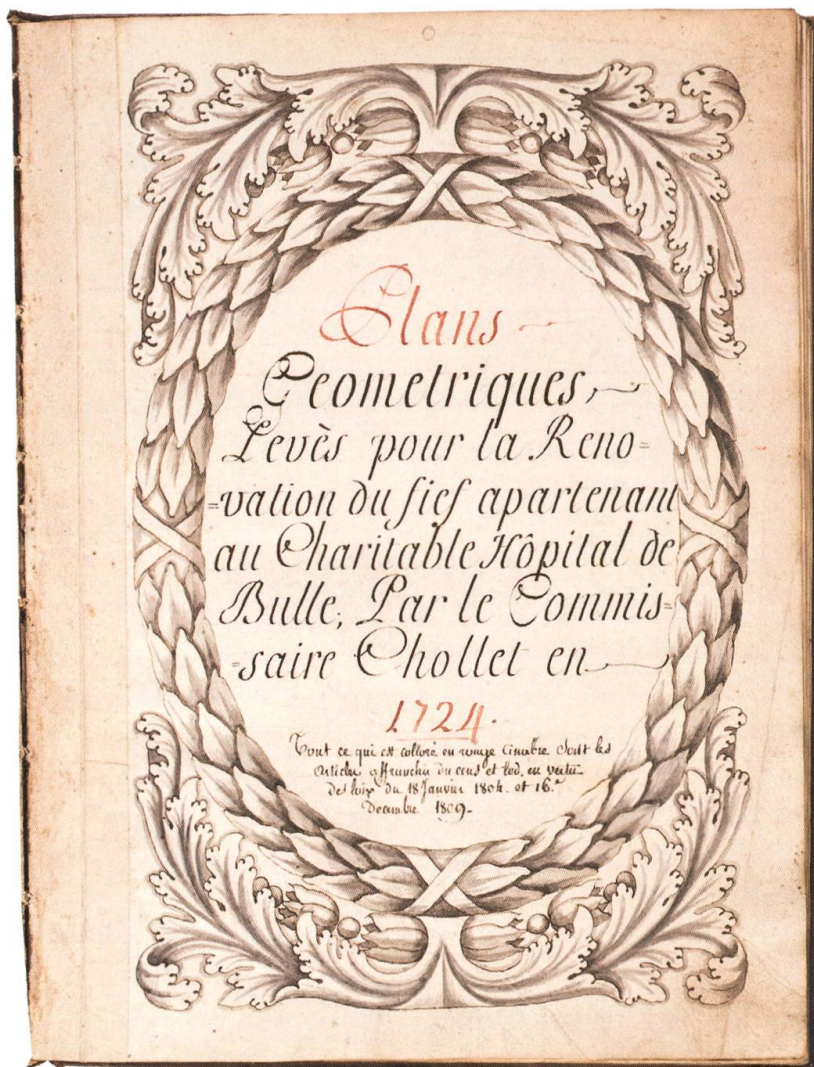 Plans
Geometriques,
Levès pour la Reno=
=vation du fief apartenant
au Charitable Hôpital de
Bulle, Par le Commis=
=saire Chollet en
1724.
Tout ce qui est colloré en rouge Cinabre Sont les
articles affranchis du cens et lod, en vertu
des loix du 18 Janvier 1804. et 16.e
Decembre 1809.